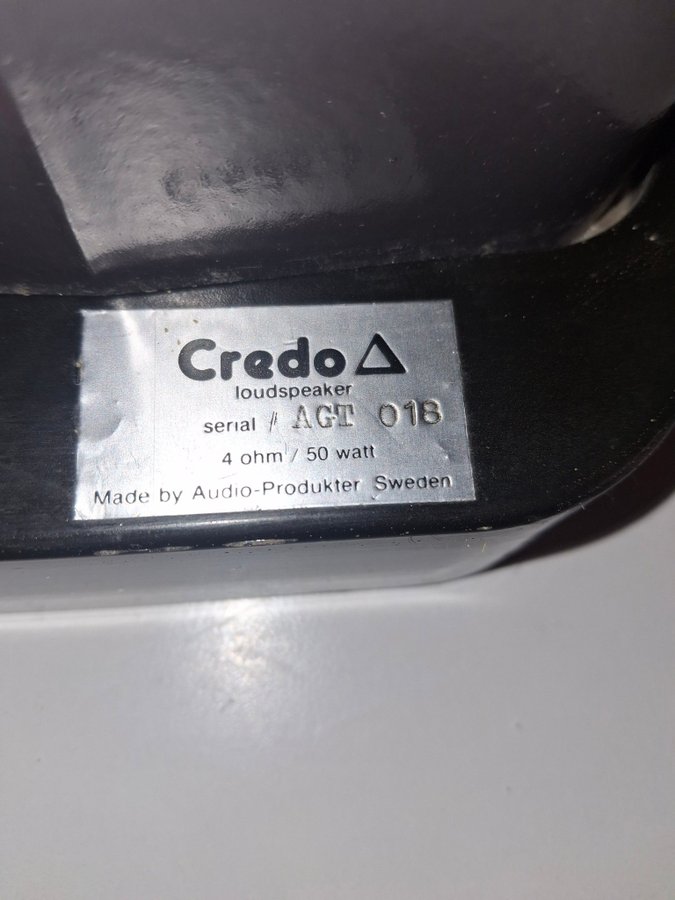 Credo
loudspeaker
serial # AGT 018
4 ohm / 50 watt
Made by Audio-Produkter Sweden